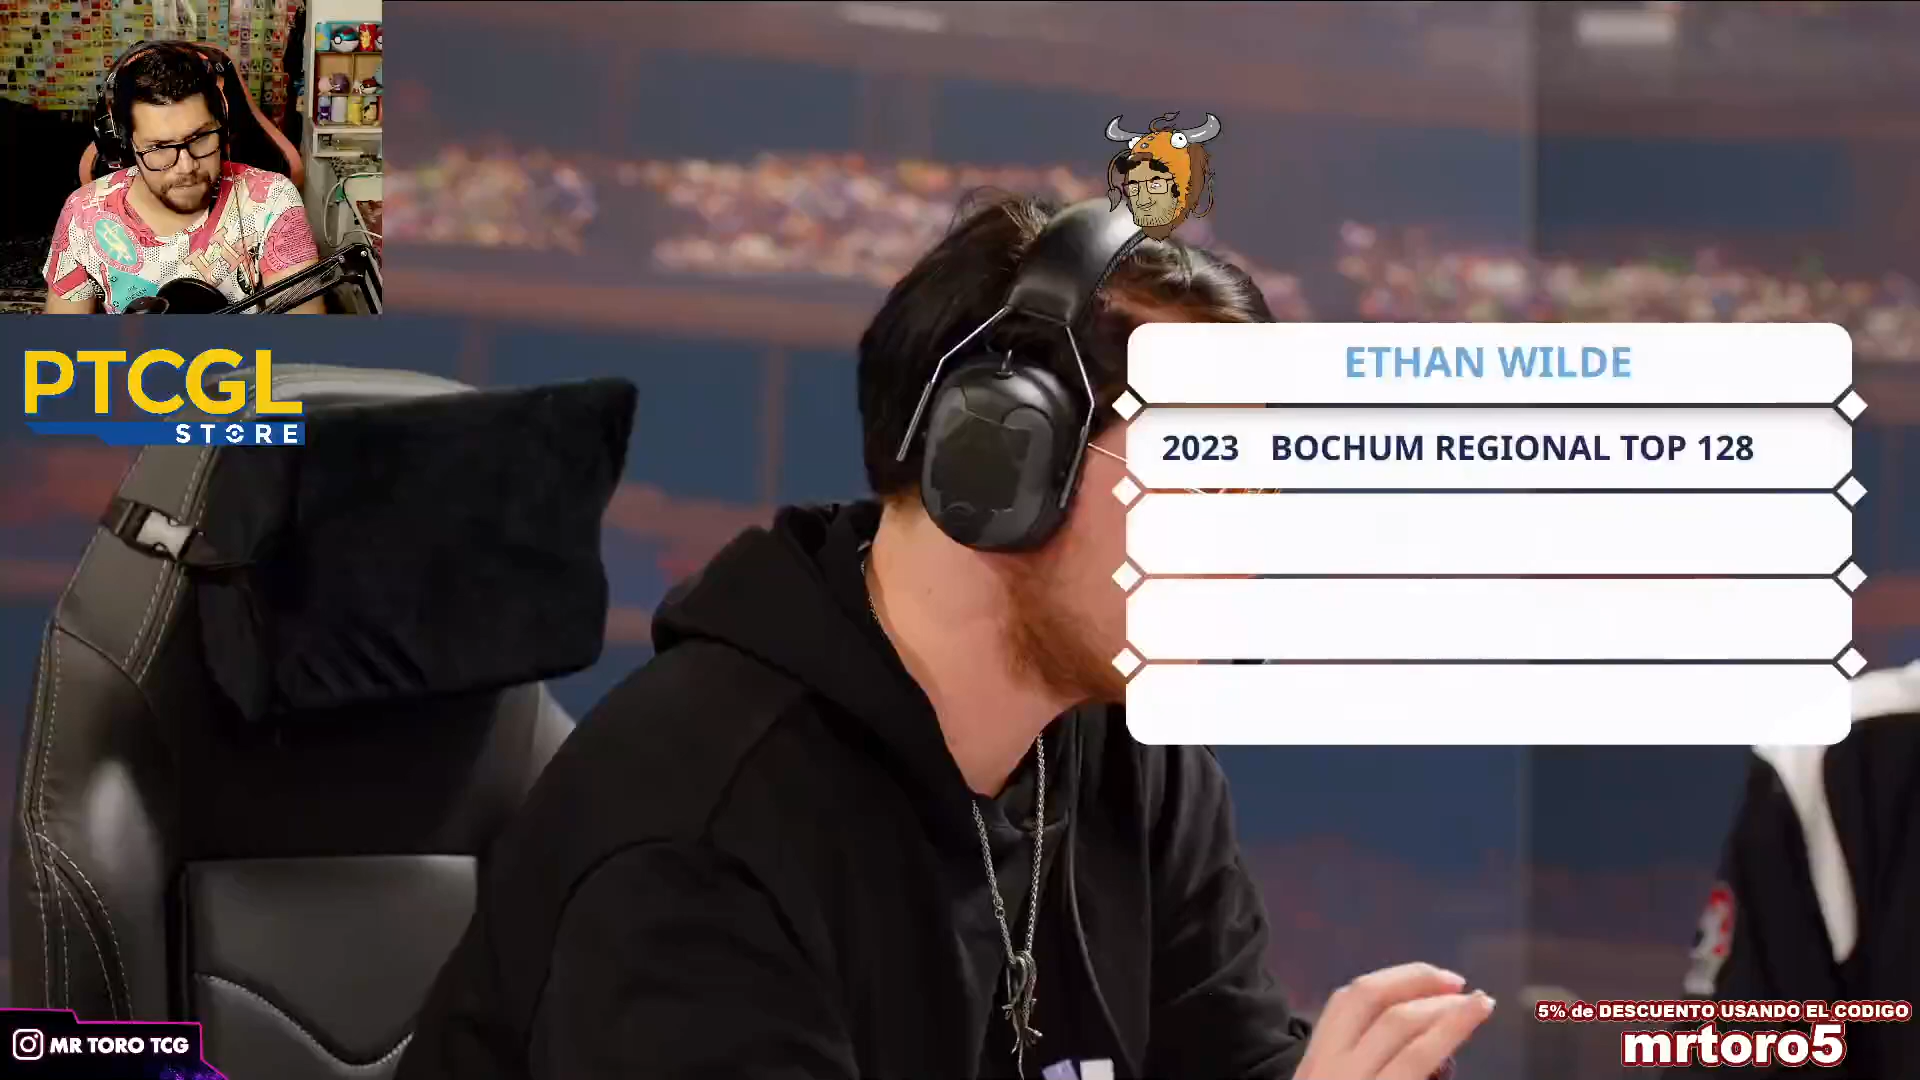 PTCGL
STORE
ETHAN WILDE
2023 BOCHUM REGIONAL TOP 128
MR TORO TCG
5% de DESCUENTO USANDO EL CODIGO
mrtoro5